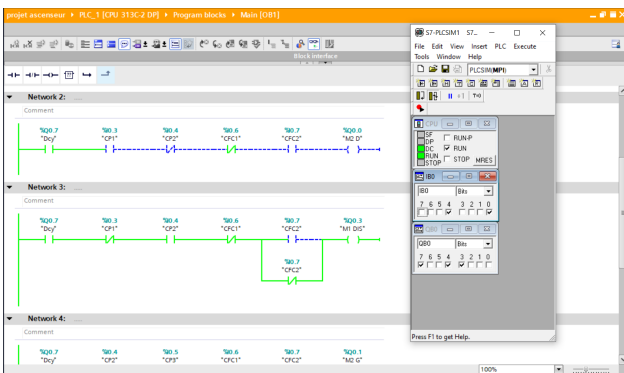 projet ascermeur ▸ PLC_1 [CPU 313C-2 DP] ▸ Program blocks ▸ Main [OB1]
Block interface
Network 2: ....
Comment
%Q0.7 %I0.3 %I0.4 %I0.6 %I0.7 %Q0.0
"Dcy" "CP1" "CP2" "CFC1" "CFC2" "M2 D"
Network 3: ....
Comment
%Q0.7 %I0.3 %I0.4 %I0.6 %I0.7 %Q0.3
"Dcy" "CP1" "CP2" "CFC1" "CFC2" "M1 DIS"
%I0.7
"CFC2"
Network 4: ....
Comment
%Q0.7 %I0.4 %I0.5 %I0.6 %I0.7 %Q0.1
"Dcy" "CP2" "CP3" "CFC1" "CFC2" "M2 G"
100%
S7-PLCSIM1 S7...
File Edit View Insert PLC Execute
Tools Window Help
PLCSIM(MPI)
T=0
CPU
SF
DP
DC
RUN
STOP
RUN-P
RUN
STOP MRES
IB0
IB0 Bits
7 6 5 4 3 2 1 0
QB0
QB0 Bits
7 6 5 4 3 2 1 0
Press F1 to get Help.